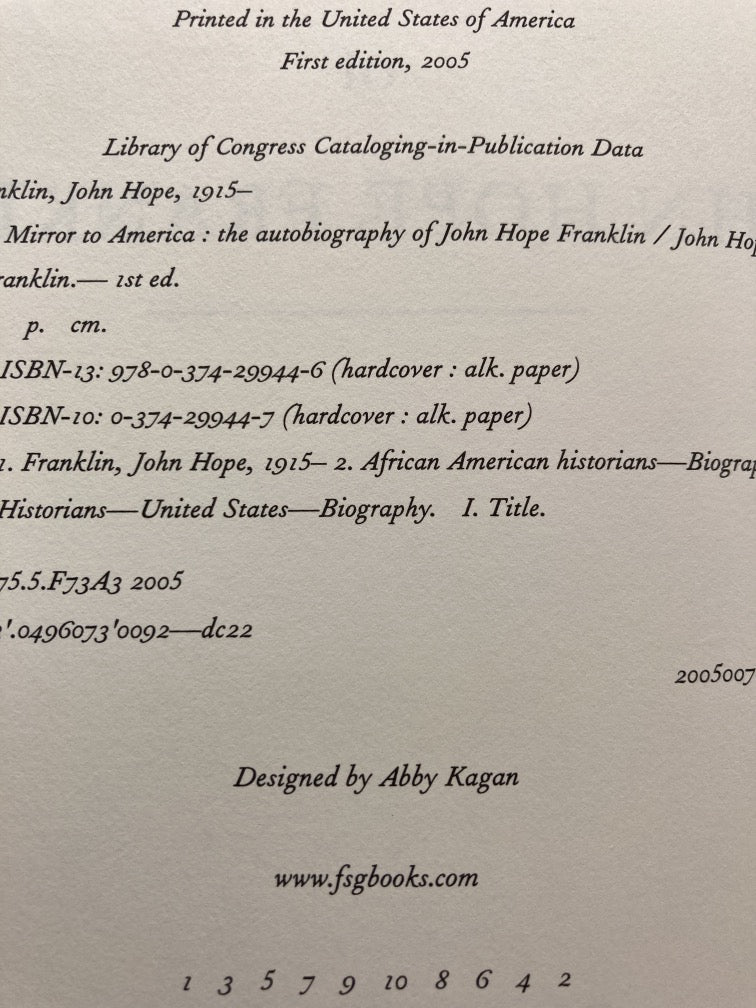 Printed in the United States of America
First edition, 2005
Library of Congress Cataloging-in-Publication Data
nklin, John Hope, 1915–
Mirror to America : the autobiography of John Hope Franklin / John Hop
ranklin.— 1st ed.
p. cm.
ISBN-13: 978-0-374-29944-6 (hardcover : alk. paper)
ISBN-10: 0-374-29944-7 (hardcover : alk. paper)
1. Franklin, John Hope, 1915– 2. African American historians—Biograp
Historians—United States—Biography. I. Title.
75.5.F73A3 2005
'.0496073'0092—dc22
2005007
Designed by Abby Kagan
www.fsgbooks.com
1 3 5 7 9 10 8 6 4 2